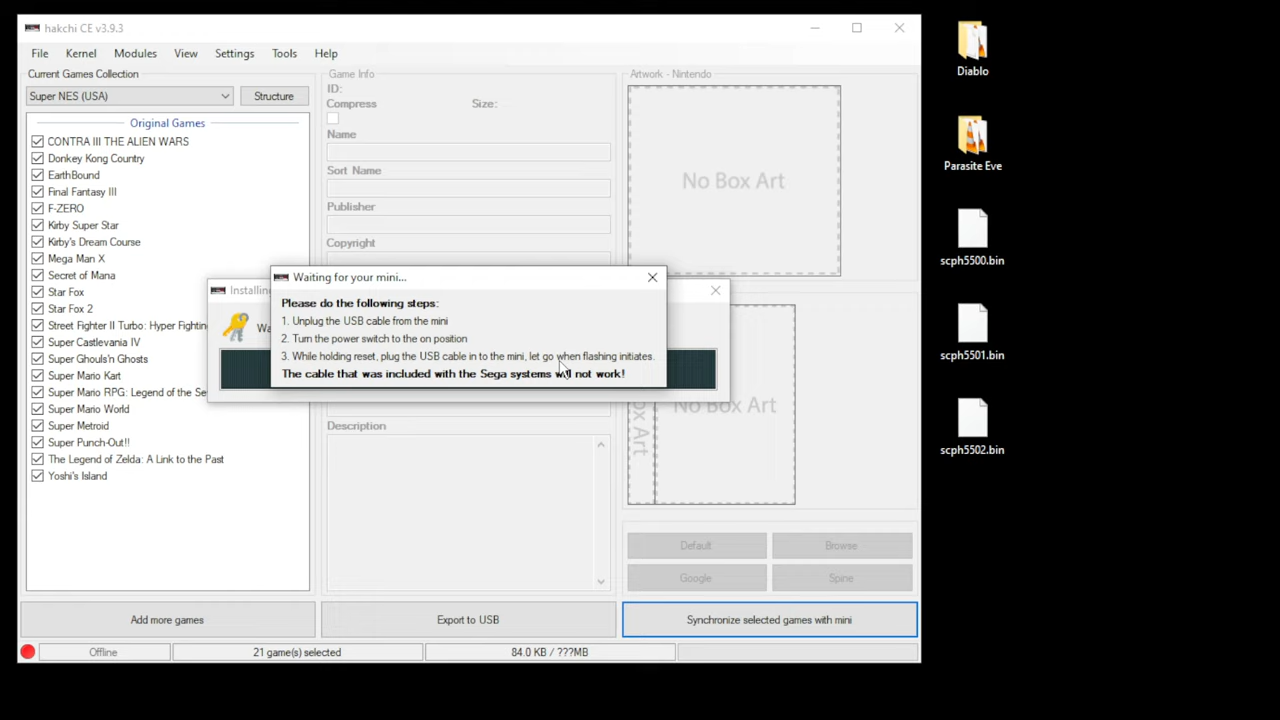 hakchi CE v3.9.3
File Kernel Modules View Settings Tools Help
Current Games Collection
Super NES (USA) Structure
Original Games
CONTRA III THE ALIEN WARS
Donkey Kong Country
EarthBound
Final Fantasy III
F-ZERO
Kirby Super Star
Kirby's Dream Course
Mega Man X
Secret of Mana
Star Fox
Star Fox 2
Street Fighter II Turbo: Hyper Fighting
Super Castlevania IV
Super Ghouls'n Ghosts
Super Mario Kart
Super Mario RPG: Legend of the Se
Super Mario World
Super Metroid
Super Punch-Out!!
The Legend of Zelda: A Link to the Past
Yoshi's Island
Game Info
ID:
Compress Size:
Name
Sort Name
Publisher
Copyright
Description
Artwork - Nintendo
No Box Art
No Box Art
Box Art
Installin
Wa
Waiting for your mini...
Please do the following steps:
1. Unplug the USB cable from the mini
2. Turn the power switch to the on position
3. While holding reset, plug the USB cable in to the mini, let go when flashing initiates.
The cable that was included with the Sega systems will not work!
Default Browse
Google Spine
Add more games Export to USB Synchronize selected games with mini
Offline 21 game(s) selected 84.0 KB / ???MB
Diablo
Parasite Eve
scph5500.bin
scph5501.bin
scph5502.bin